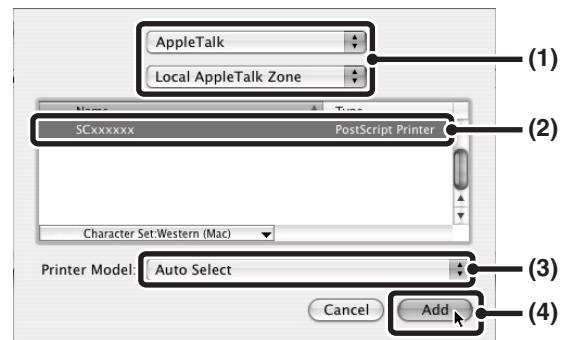 AppleTalk
(1)
Local AppleTalk Zone
Name Type
SCxxxxxx PostScript Printer (2)
Character Set:Western (Mac)
Printer Model: Auto Select (3)
Cancel Add (4)